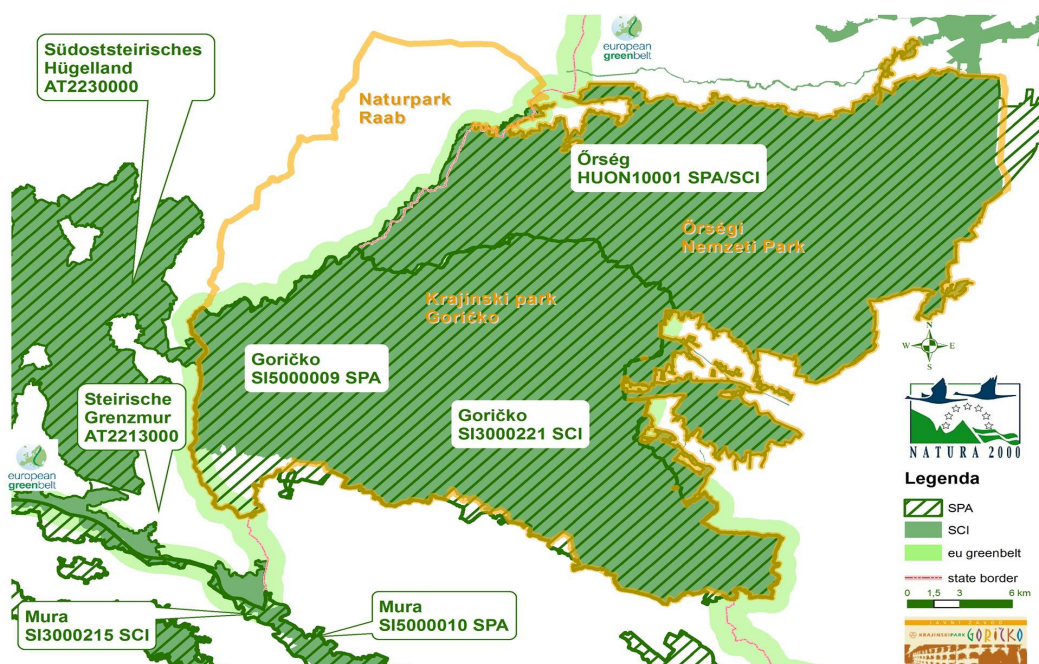 Südoststeirisches
Hügelland
AT2230000
european
greenbelt
Naturpark
Raab
Őrség
HUON10001 SPA/SCI
Őrségi
Nemzeti Park
Krajinski park
Goričko
Goričko
SI5000009 SPA
Goričko
SI3000221 SCI
Steirische
Grenzmur
AT2213000
european
greenbelt
Mura
SI3000215 SCI
Mura
SI5000010 SPA
N
W E
S
NATURA 2000
Legenda
SPA
SCI
eu greenbelt
state border
0 1,5 3 6 km
JAVNI ZAVOD
KRAJINSKI PARK GORIČKO